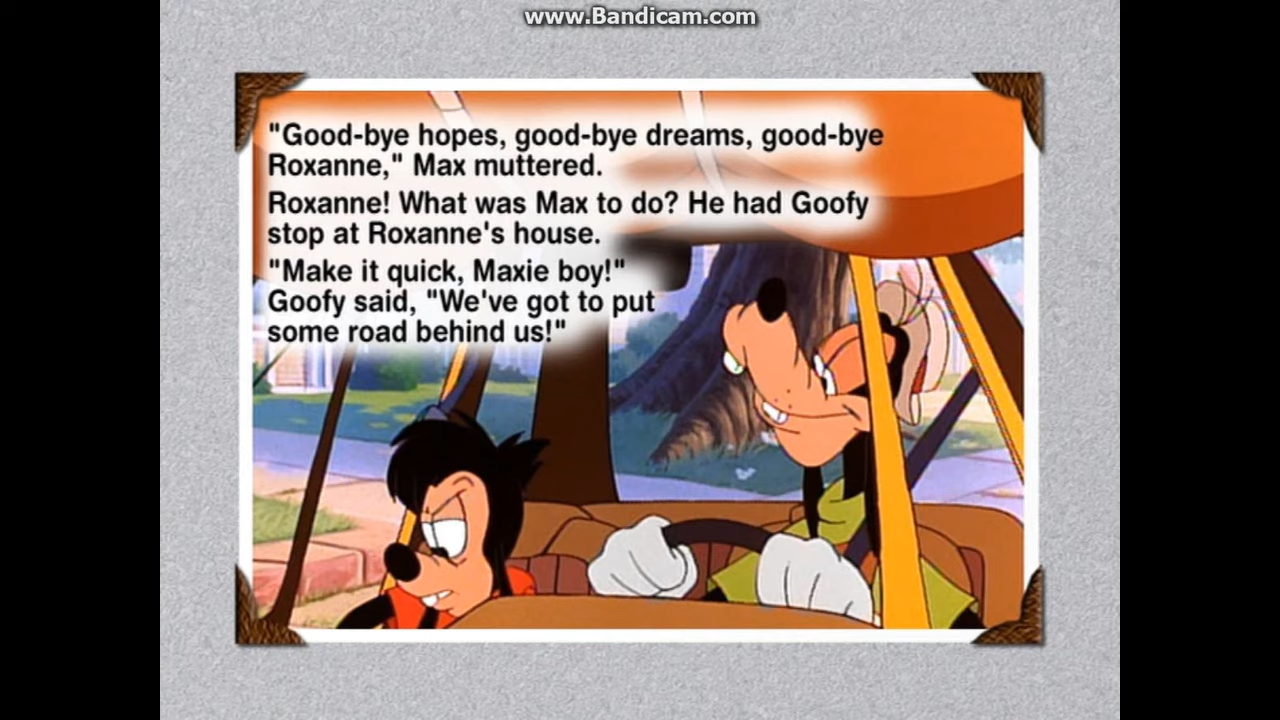 www.Bandicam.com
"Good-bye hopes, good-bye dreams, good-bye
Roxanne," Max muttered.
Roxanne! What was Max to do? He had Goofy
stop at Roxanne's house.
"Make it quick, Maxie boy!"
Goofy said, "We've got to put
some road behind us!"